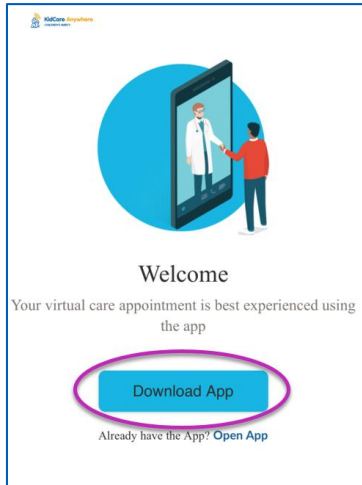 KidCare Anywhere
Welcome
Your virtual care appointment is best experienced using
the app
Download App
Already have the App? Open App